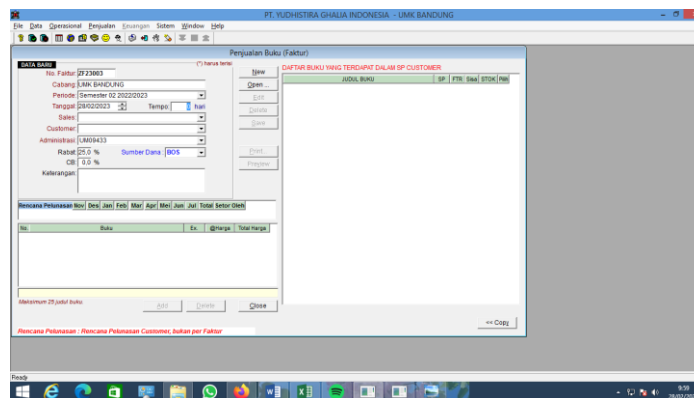 PT. YUDHISTIRA GHALIA INDONESIA - UMK BANDUNG
File Data Operasional Penjualan Keuangan Sistem Window Help
Penjualan Buku (Faktur)
DATA BARU
(*) harus terisi
No. Faktur: ZF23003
Cabang: UMK BANDUNG
Periode: Semester 02 2022/2023
Tanggal: 28/02/2023 Tempo: 0 hari
Sales:
Customer:
Administrasi: UM09433
Rabat: 25,0 % Sumber Dana : BOS
CB: 0,0 %
Keterangan:
New
Open ...
Edit
Delete
Save
Print...
Preview
DAFTAR BUKU YANG TERDAPAT DALAM SP CUSTOMER
JUDUL BUKU SP FTR Sisa STOK
Rencana Pelunasan Nov Des Jan Feb Mar Apr Mei Jun Jul Total Setor Oleh
No. Buku Ex. @Harga Total Harga
Maksimum 25 judul buku
Add Delete Close
<< Copy
Rencana Pelunasan : Rencana Pelunasan Customer, bukan per Faktur
Ready
9:59